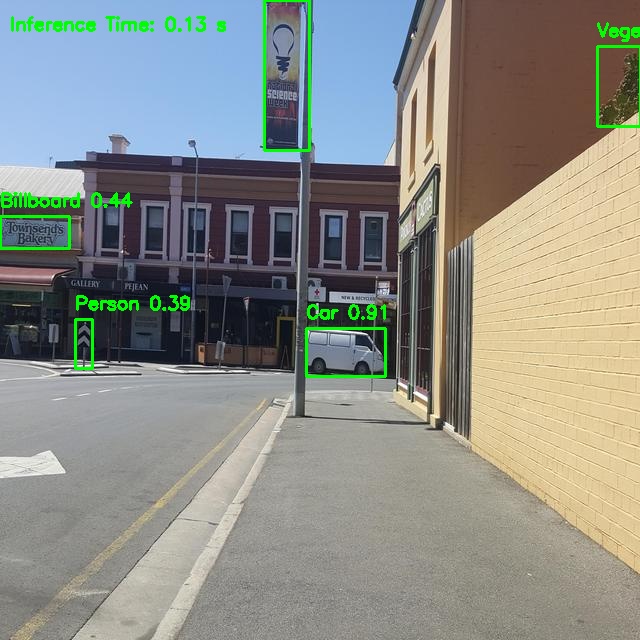 Inference Time: 0.13 s
Vege
SCIENCE
WEEK
Billboard 0.44
Townsend's
Bakery
GALLERY PEJEAN
Person 0.39
Car 0.91
NEW & RECYCLED